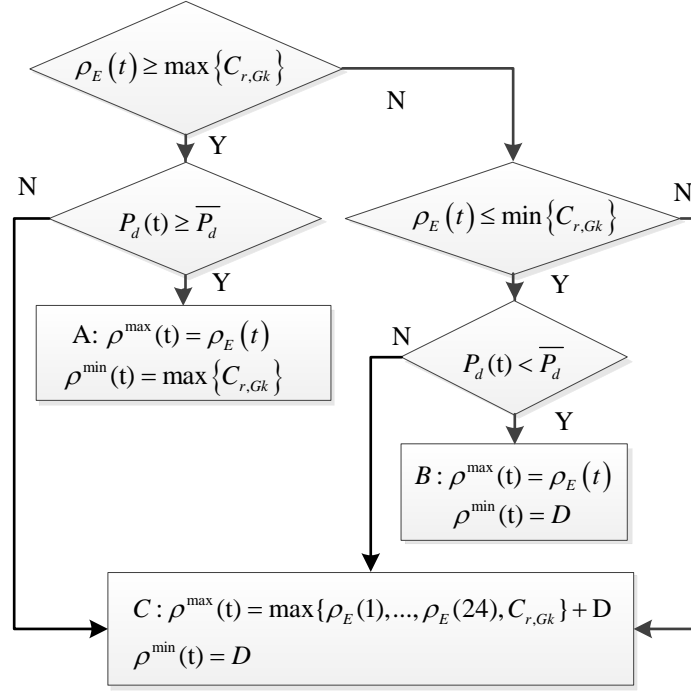 ρ_E(t) ≥ max{C_{r,Gk}}
N
Y
N
P_d(t) ≥ \overline{P_d}
ρ_E(t) ≤ min{C_{r,Gk}}
N
Y
Y
A: ρ^{max}(t) = ρ_E(t)
ρ^{min}(t) = max{C_{r,Gk}}
N
P_d(t) < \overline{P_d}
Y
B: ρ^{max}(t) = ρ_E(t)
ρ^{min}(t) = D
C: ρ^{max}(t) = max{ρ_E(1),...,ρ_E(24),C_{r,Gk}} + D
ρ^{min}(t) = D